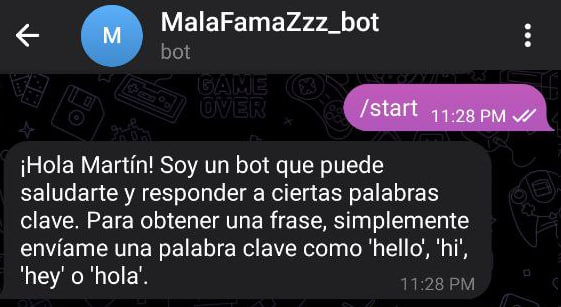 MalaFamaZzz_bot
M
bot
GAME
OVER
/start 11:28 PM
¡Hola Martín! Soy un bot que puede
saludarte y responder a ciertas palabras
clave. Para obtener una frase, simplemente
envíame una palabra clave como 'hello', 'hi',
'hey' o 'hola'.
11:28 PM